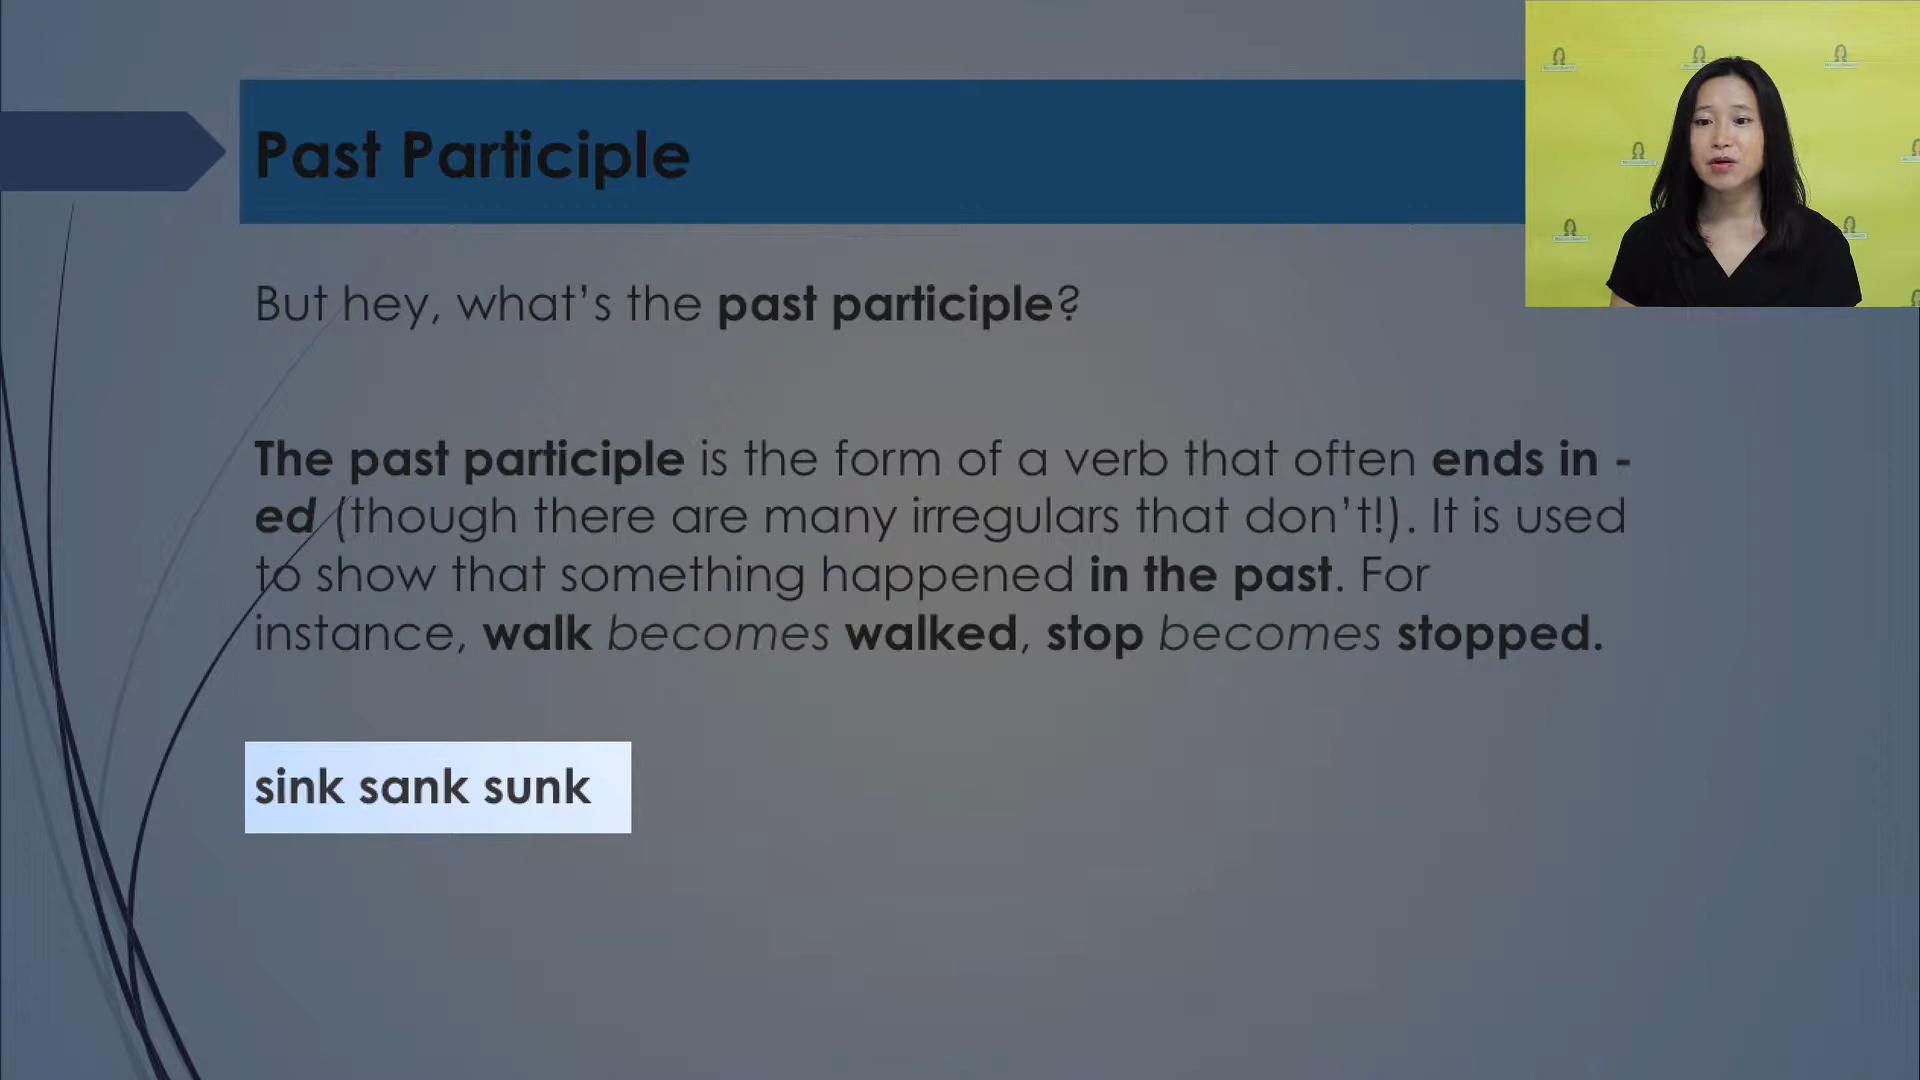 Past Participle
But hey, what’s the past participle?
The past participle is the form of a verb that often ends in -
ed (though there are many irregulars that don’t!). It is used
to show that something happened in the past. For
instance, walk becomes walked, stop becomes stopped.
sink sank sunk